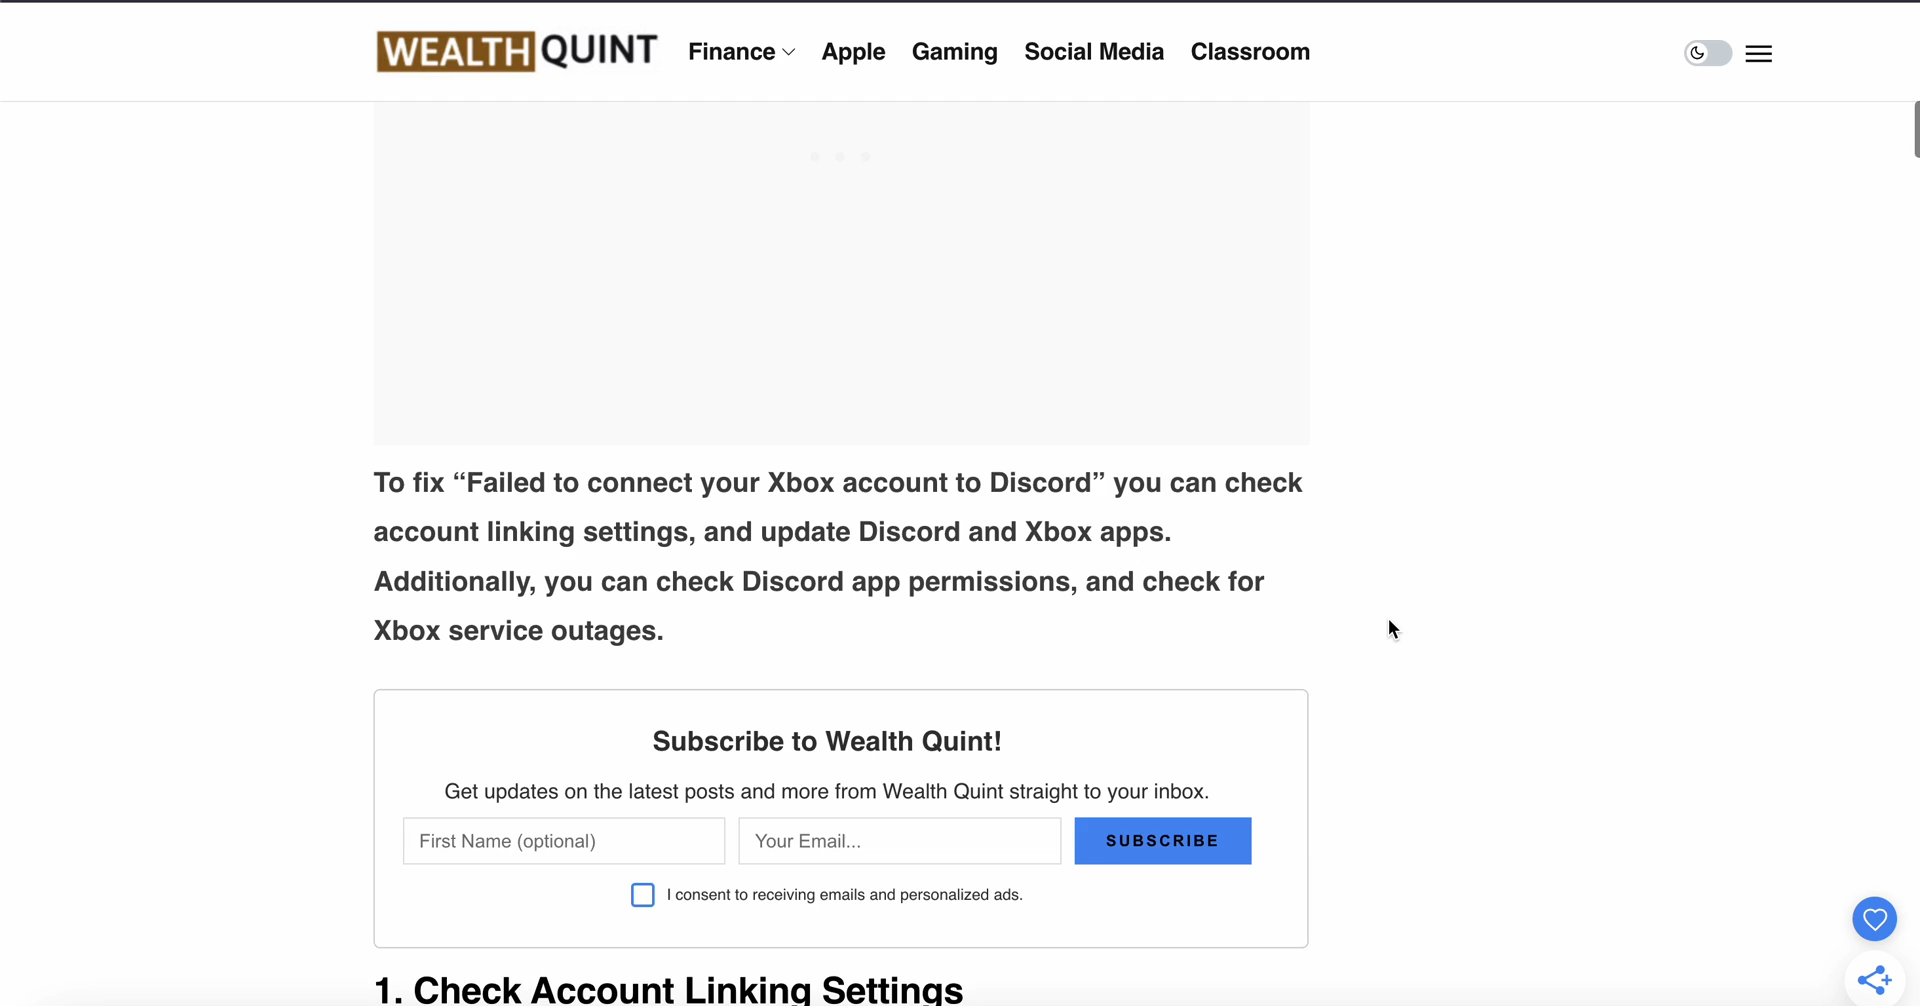 WEALTH QUINT Finance Apple Gaming Social Media Classroom
To fix “Failed to connect your Xbox account to Discord” you can check
account linking settings, and update Discord and Xbox apps.
Additionally, you can check Discord app permissions, and check for
Xbox service outages.
Subscribe to Wealth Quint!
Get updates on the latest posts and more from Wealth Quint straight to your inbox.
First Name (optional) Your Email... SUBSCRIBE
I consent to receiving emails and personalized ads.
1. Check Account Linking Settings